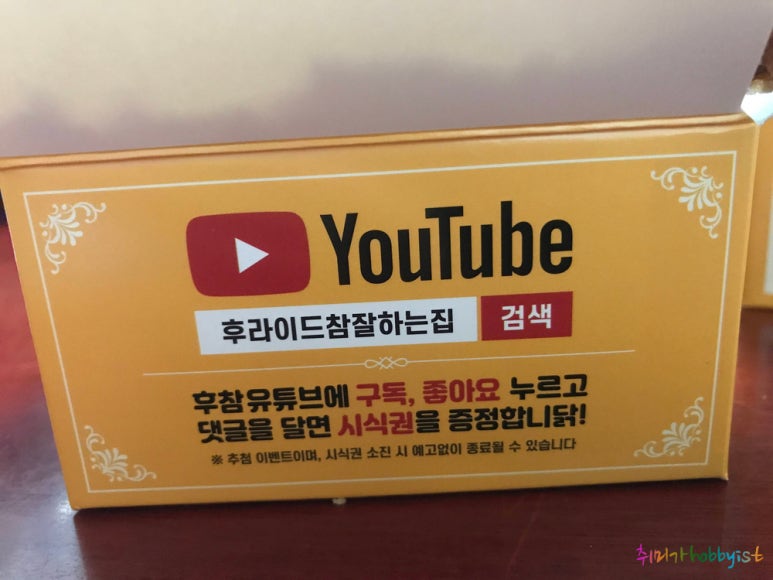 YouTube
후라이드참잘하는집 검색
후참유튜브에 구독, 좋아요 누르고
댓글을 달면 시식권을 증정합니닭!
※ 추첨 이벤트이며, 시식권 소진 시 예고없이 종료될 수 있습니다
취미가hobbyist